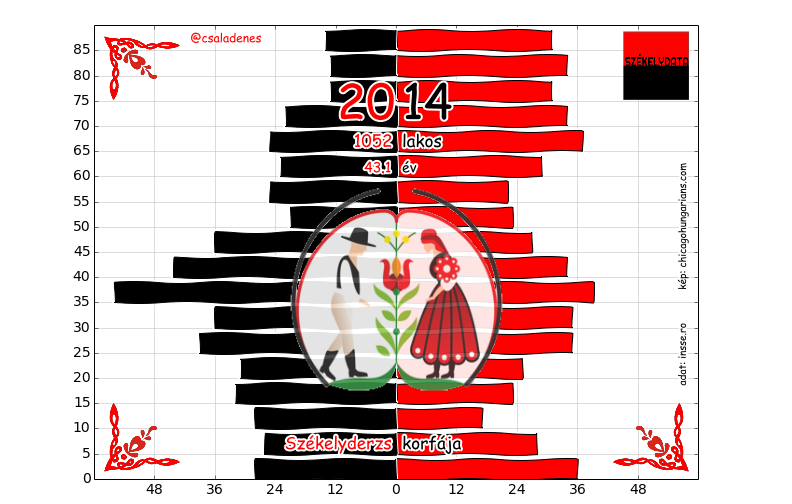 @csaladenes
SZÉKELYDATA
2014
1052 lakos
43.1 év
kép: chicagohungarians.com
adat: insse.ro
Székelyderzs korfája
85
80
75
70
65
60
55
50
45
40
35
30
25
20
15
10
5
0
48 36 24 12 0 12 24 36 48